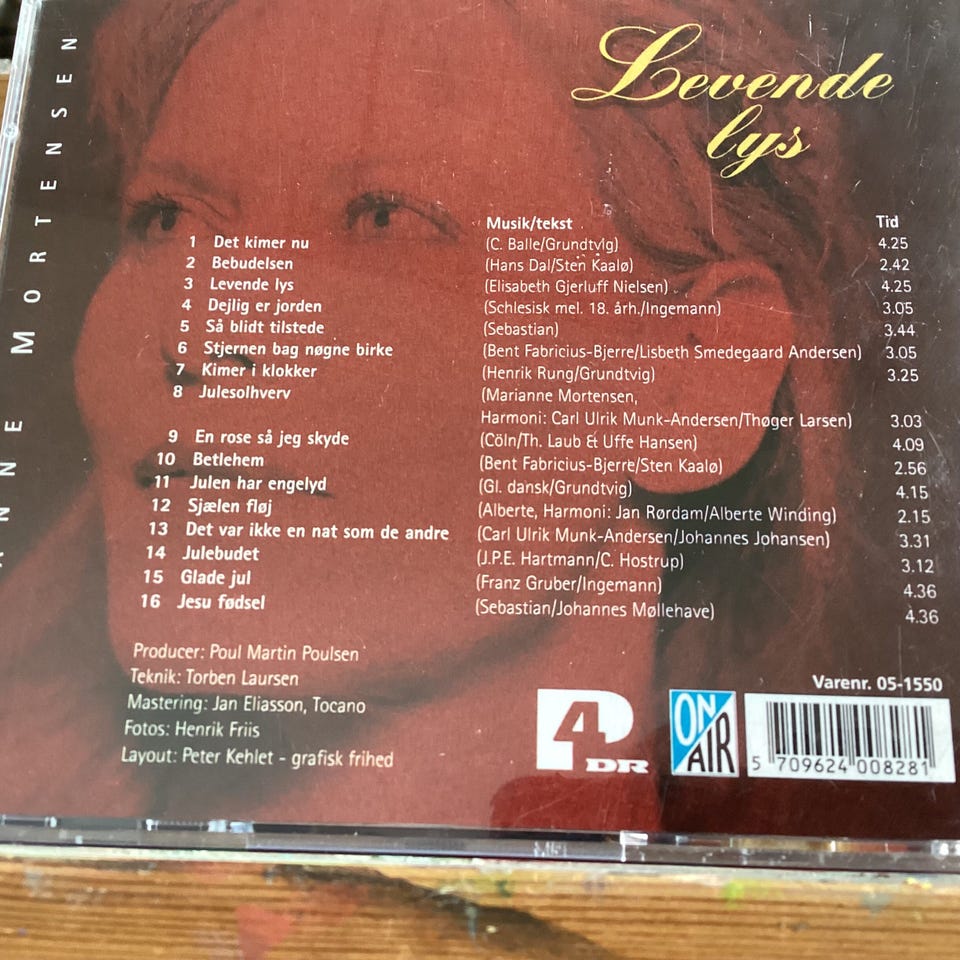 Levende
lys
ANNE MORTENSEN
Musik/tekst Tid
1 Det kimer nu (C. Balle/Grundtvig) 4.25
2 Bebudelsen (Hans Dal/Sten Kaalø) 2.42
3 Levende lys (Elisabeth Gjerluff Nielsen) 4.25
4 Dejlig er jorden (Schlesisk mel. 18. årh./Ingemann) 3.05
5 Så blidt tilstede (Sebastian) 3.44
6 Stjernen bag nøgne birke (Bent Fabricius-Bjerre/Lisbeth Smedegaard Andersen) 3.05
7 Kimer i klokker (Henrik Rung/Grundtvig) 3.25
8 Julesolhverv (Marianne Mortensen,
Harmoni: Carl Ulrik Munk-Andersen/Thøger Larsen) 3.03
9 En rose så jeg skyde (Cöln/Th. Laub & Uffe Hansen) 4.09
10 Betlehem (Bent Fabricius-Bjerre/Sten Kaalø) 2.56
11 Julen har engelyd (Gl. dansk/Grundtvig) 4.15
12 Sjælen fløj (Alberte, Harmoni: Jan Rørdam/Alberte Winding) 2.15
13 Det var ikke en nat som de andre (Carl Ulrik Munk-Andersen/Johannes Johansen) 3.31
14 Julebudet (J.P.E. Hartmann/C. Hostrup) 3.12
15 Glade jul (Franz Gruber/Ingemann) 4.36
16 Jesu fødsel (Sebastian/Johannes Møllehave) 4.36
Producer: Poul Martin Poulsen
Teknik: Torben Laursen
Mastering: Jan Eliasson, Tocano
Fotos: Henrik Friis
Layout: Peter Kehlet - grafisk frihed
Varenr. 05-1550
P4
DR
ON
AIR
5 709624 008281